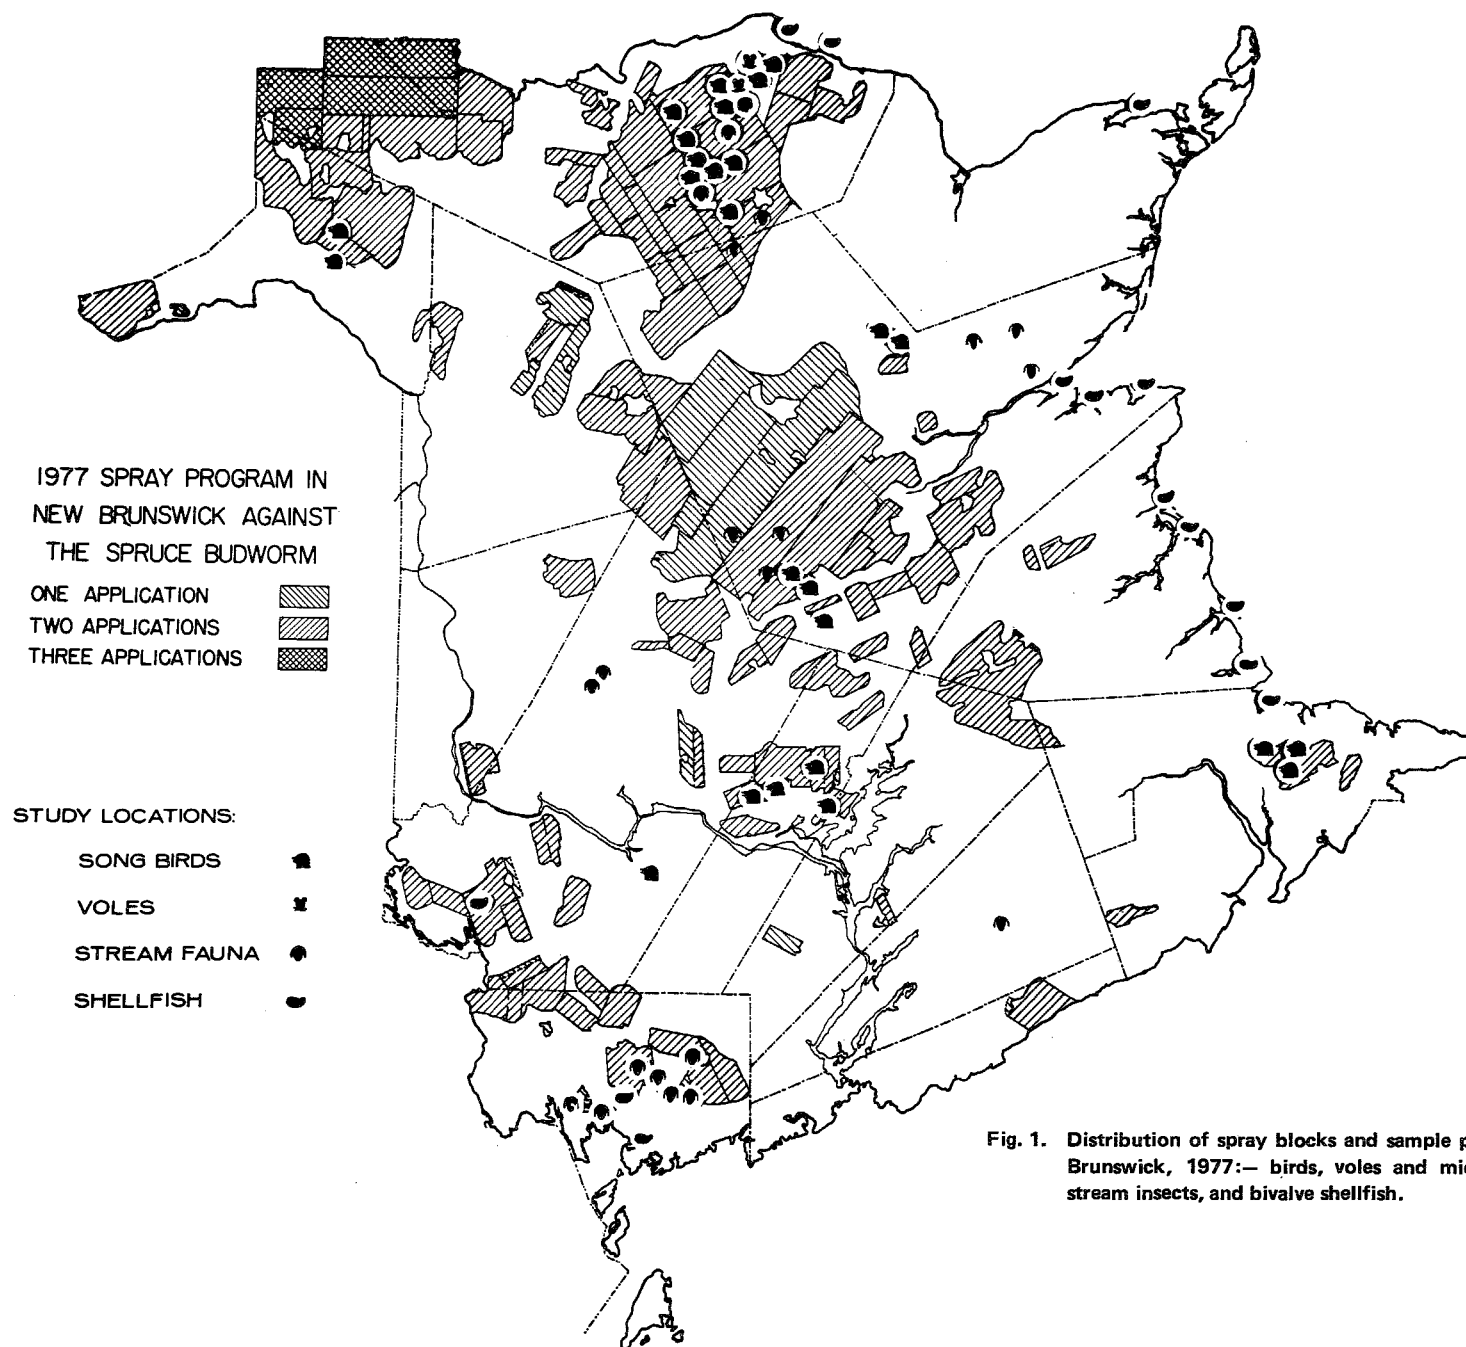 1977 SPRAY PROGRAM IN
NEW BRUNSWICK AGAINST
THE SPRUCE BUDWORM
ONE APPLICATION
TWO APPLICATIONS
THREE APPLICATIONS
STUDY LOCATIONS:
SONG BIRDS
VOLES
STREAM FAUNA
SHELLFISH
Fig. 1. Distribution of spray blocks and sample
Brunswick, 1977:— birds, voles and
stream insects, and bivalve shellfish.